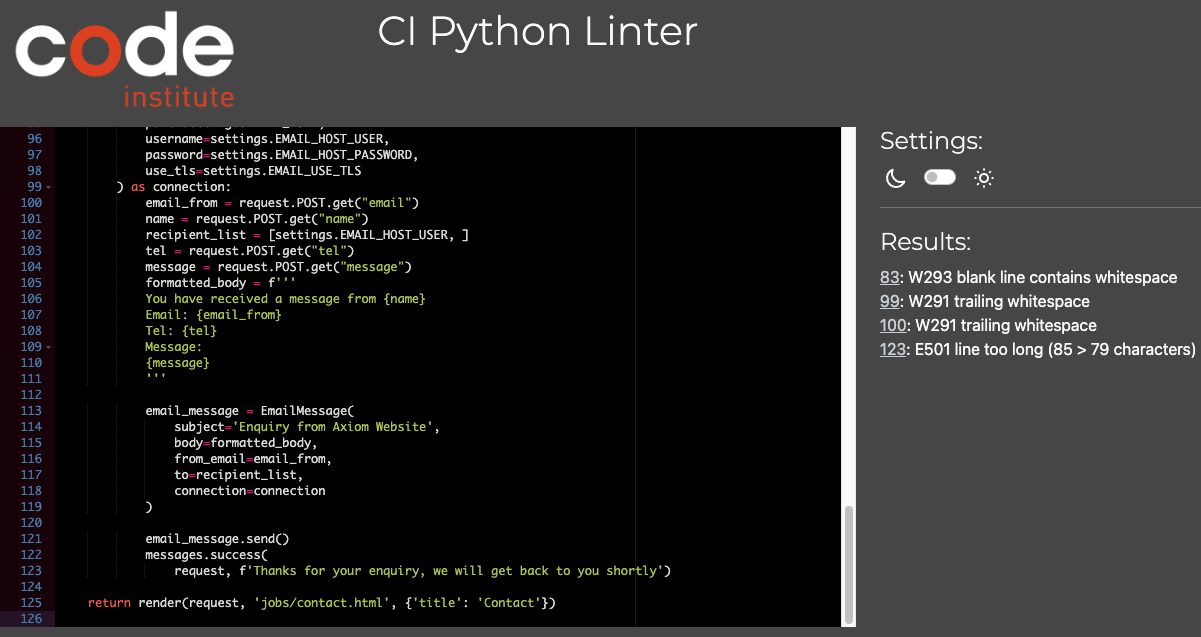 code
institute
CI Python Linter
96 username=settings.EMAIL_HOST_USER,
97 password=settings.EMAIL_HOST_PASSWORD,
98 use_tls=settings.EMAIL_USE_TLS
99 ) as connection:
100 email_from = request.POST.get("email")
101 name = request.POST.get("name")
102 recipient_list = [settings.EMAIL_HOST_USER, ]
103 tel = request.POST.get("tel")
104 message = request.POST.get("message")
105 formatted_body = f'''
106 You have received a message from {name}
107 Email: {email_from}
108 Tel: {tel}
109 Message:
110 {message}
111 '''
112
113 email_message = EmailMessage(
114 subject='Enquiry from Axiom Website',
115 body=formatted_body,
116 from_email=email_from,
117 to=recipient_list,
118 connection=connection
119 )
120
121 email_message.send()
122 messages.success(
123 request, f'Thanks for your enquiry, we will get back to you shortly')
124
125 return render(request, 'jobs/contact.html', {'title': 'Contact'})
126
Settings:
Results:
83: W293 blank line contains whitespace
99: W291 trailing whitespace
100: W291 trailing whitespace
123: E501 line too long (85 > 79 characters)